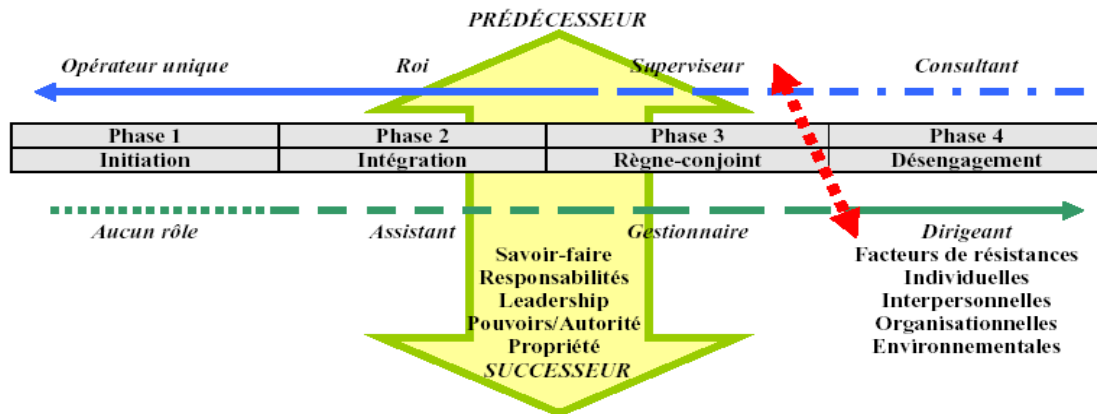 PRÉDÉCESSEUR
Opérateur unique Roi Superviseur Consultant
Phase 1 Phase 2 Phase 3 Phase 4
Initiation Intégration Règne-conjoint Désengagement
Aucun rôle Assistant Gestionnaire Dirigeant
Savoir-faire
Responsabilités
Leadership
Pouvoirs/Autorité
Propriété
SUCCESSEUR
Facteurs de résistances
Individuelles
Interpersonnelles
Organisationnelles
Environnementales